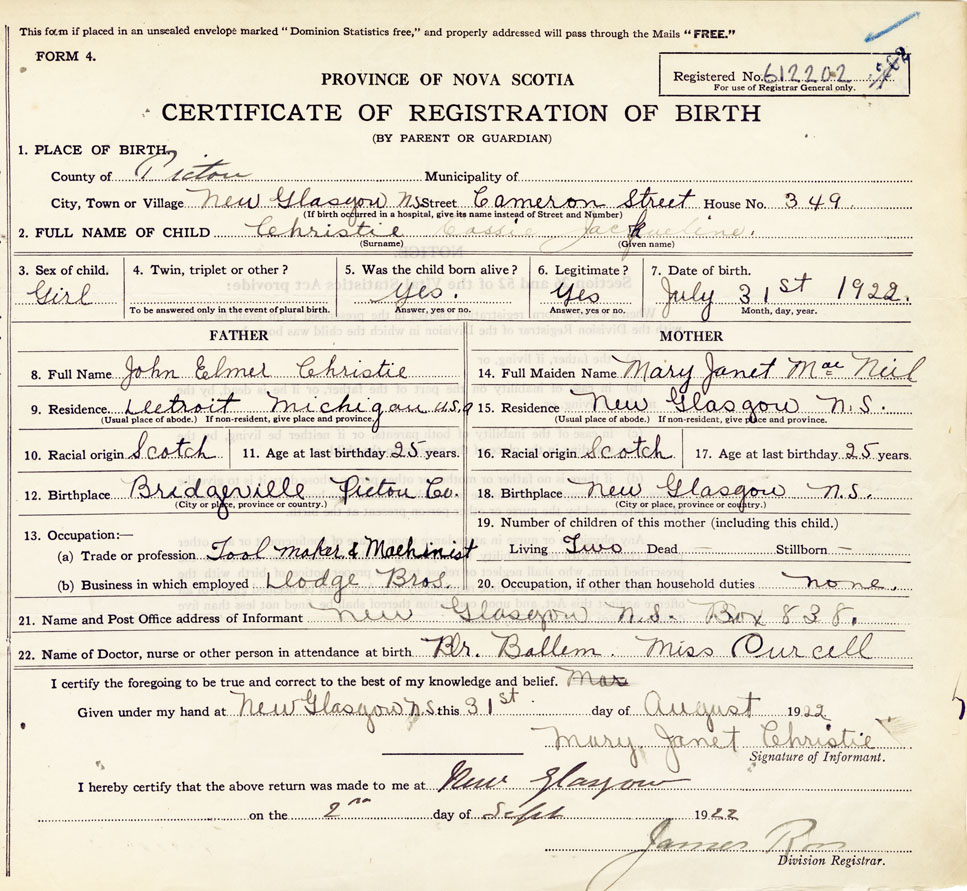 This form if placed in an unsealed envelope marked "Dominion Statistics free," and properly addressed will pass through the Mails "FREE."
FORM 4.
PROVINCE OF NOVA SCOTIA
Registered No. 612202
For use of Registrar General only.
CERTIFICATE OF REGISTRATION OF BIRTH
(BY PARENT OR GUARDIAN)
1. PLACE OF BIRTH.
County of Pictou Municipality of
City, Town or Village New Glasgow N.S. Street Cameron Street House No. 349
(If birth occurred in a hospital, give its name instead of Street and Number)
2. FULL NAME OF CHILD Christie Cassie Jacqueline.
(Surname) (Given name)
3. Sex of child. 4. Twin, triplet or other? 5. Was the child born alive? 6. Legitimate? 7. Date of birth.
Girl Yes. Yes July 31st 1922.
To be answered only in the event of plural birth. Answer, yes or no. Answer, yes or no. Month, day, year.
FATHER MOTHER
8. Full Name John Elmer Christie 14. Full Maiden Name Mary Janet Mac Neil
9. Residence. Detroit Michigan U.S.A 15. Residence New Glasgow N.S.
(Usual place of abode.) If non-resident, give place and province (Usual place of abode.) If non-resident, give place and province.
10. Racial origin Scotch 11. Age at last birthday 25 years. 16. Racial origin Scotch. 17. Age at last birthday 25 years.
12. Birthplace Bridgeville Pictou Co. 18. Birthplace New Glasgow N.S.
(City or place, province or country.) (City or place, province or country.)
13. Occupation:— 19. Number of children of this mother (including this child.)
(a) Trade or profession Tool maker & Machinist Living Two Dead — Stillborn —
(b) Business in which employed Dodge Bros. 20. Occupation, if other than household duties none.
21. Name and Post Office address of Informant New Glasgow N.S. Box 838.
22. Name of Doctor, nurse or other person in attendance at birth Dr. Ballem. Miss Purcell
I certify the foregoing to be true and correct to the best of my knowledge and belief. Mar
Given under my hand at New Glasgow N.S. this 31st day of August 1922
Mary Janet Christie
Signature of Informant.
I hereby certify that the above return was made to me at New Glasgow
on the 2nd day of Sept 1922
James Ross
Division Registrar.